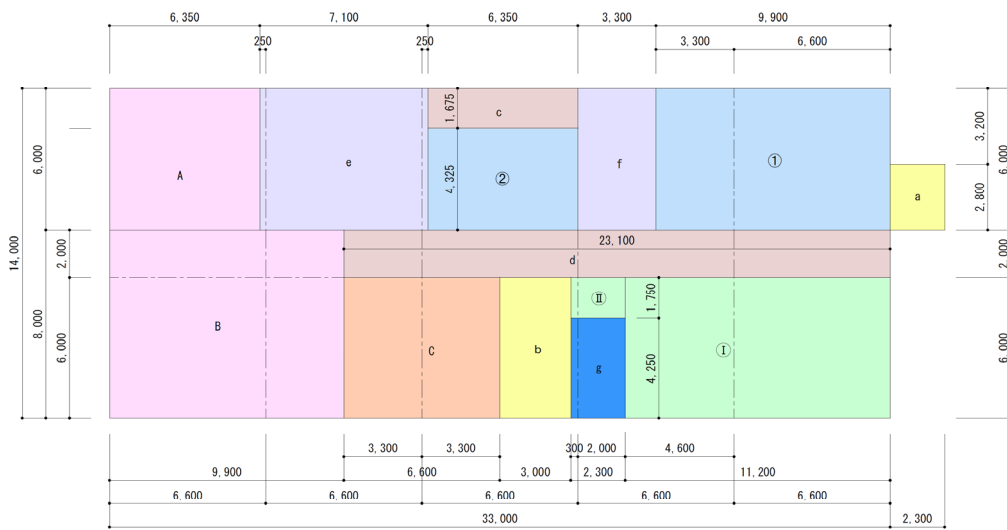 6,350 7,100 6,350 3,300 9,900
250 250 3,300 6,600
1,675 c 3,200
6,000 A e 4,325 ② f ① 6,000
a 2,800
14,000 2,000 23,100 2,000
d
8,000 B 6,000 C b Ⅱ 1,750 Ⅰ 6,000
g 4,250
3,300 3,300 300 2,000 4,600
9,900 6,600 3,000 2,300 11,200
6,600 6,600 6,600 6,600 6,600
33,000 2,300